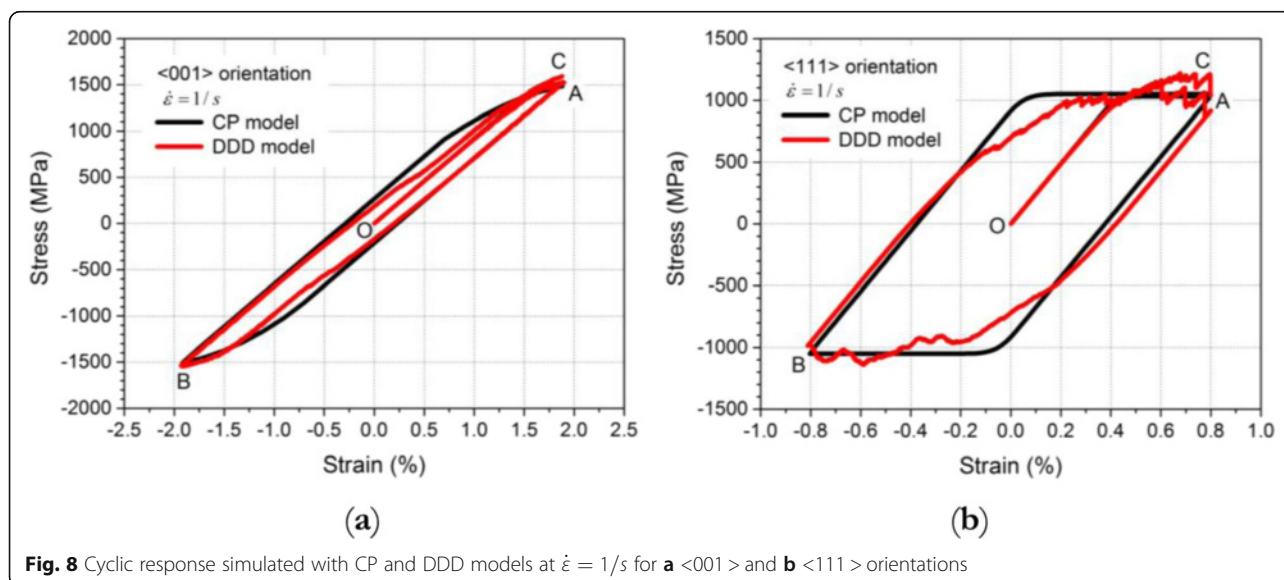 2000
1500
1000
500
0
-500
-1000
-1500
-2000
Stress (MPa)
<001> orientation
ε̇=1/s
CP model
DDD model
C
A
O
B
-2.5 -2.0 -1.5 -1.0 -0.5 0.0 0.5 1.0 1.5 2.0 2.5
Strain (%)
(a)
1500
1000
500
0
-500
-1000
-1500
Stress (MPa)
<111> orientation
ε̇=1/s
CP model
DDD model
C
A
O
B
-1.0 -0.8 -0.6 -0.4 -0.2 0.0 0.2 0.4 0.6 0.8 1.0
Strain (%)
(b)
Fig. 8 Cyclic response simulated with CP and DDD models at ε̇ = 1/s for a <001 > and b <111 > orientations